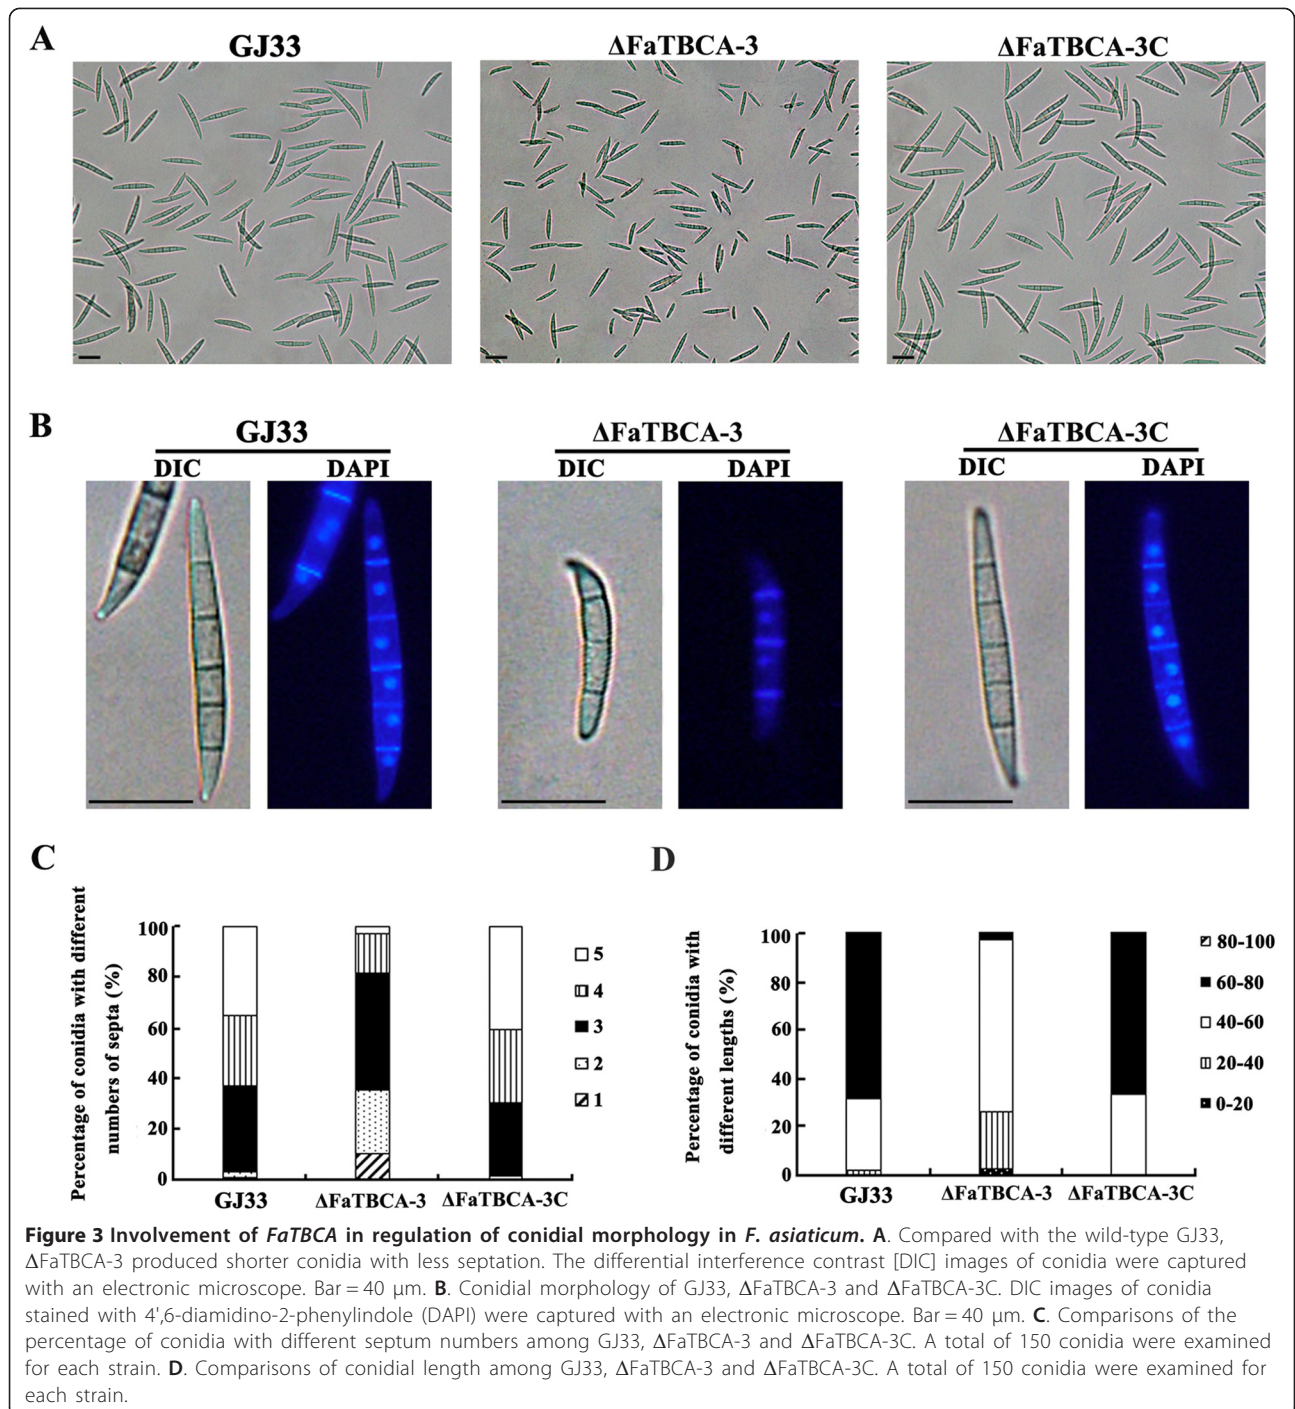 A
GJ33
ΔFaTBCA-3
ΔFaTBCA-3C
B
GJ33
ΔFaTBCA-3
ΔFaTBCA-3C
DIC
DAPI
DIC
DAPI
DIC
DAPI
C
Percentage of conidia with different
numbers of septa (%)
100
80
60
40
20
0
GJ33
ΔFaTBCA-3
ΔFaTBCA-3C
5
4
3
2
1
D
Percentage of conidia with
different lengths (%)
100
80
60
40
20
0
GJ33
ΔFaTBCA-3
ΔFaTBCA-3C
80-100
60-80
40-60
20-40
0-20
Figure 3 Involvement of FaTBCA in regulation of conidial morphology in F. asiaticum. A. Compared with the wild-type GJ33,
ΔFaTBCA-3 produced shorter conidia with less septation. The differential interference contrast [DIC] images of conidia were captured
with an electronic microscope. Bar = 40 μm. B. Conidial morphology of GJ33, ΔFaTBCA-3 and ΔFaTBCA-3C. DIC images of conidia
stained with 4',6-diamidino-2-phenylindole (DAPI) were captured with an electronic microscope. Bar = 40 μm. C. Comparisons of the
percentage of conidia with different septum numbers among GJ33, ΔFaTBCA-3 and ΔFaTBCA-3C. A total of 150 conidia were examined
for each strain. D. Comparisons of conidial length among GJ33, ΔFaTBCA-3 and ΔFaTBCA-3C. A total of 150 conidia were examined for
each strain.